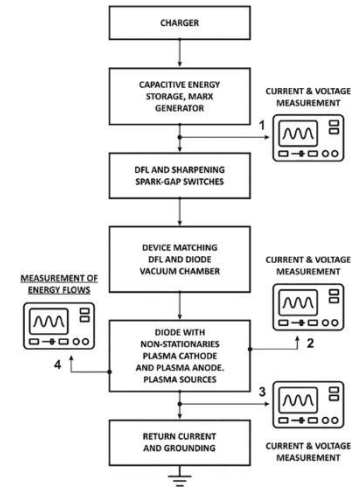 CHARGER
CAPACITIVE ENERGY
STORAGE, MARX
GENERATOR
CURRENT & VOLTAGE
MEASUREMENT
1
DFL AND SHARPENING
SPARK-GAP SWITCHES
DEVICE MATCHING
DFL AND DIODE
VACUUM CHAMBER
CURRENT & VOLTAGE
MEASUREMENT
2
MEASUREMENT OF
ENERGY FLOWS
4
DIODE WITH
NON-STATIONARIES
PLASMA CATHODE
AND PLASMA ANODE.
PLASMA SOURCES
3
CURRENT & VOLTAGE
MEASUREMENT
RETURN CURRENT
AND GROUNDING